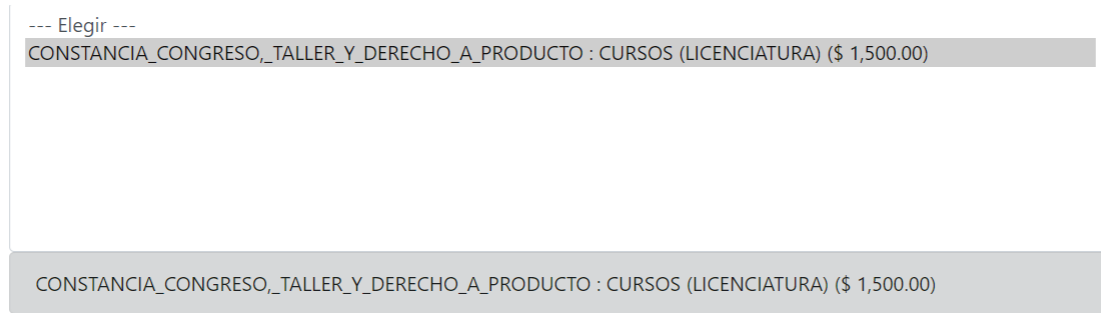 --- Elegir ---
CONSTANCIA_CONGRESO,_TALLER_Y_DERECHO_A_PRODUCTO : CURSOS (LICENCIATURA) ($ 1,500.00)
CONSTANCIA_CONGRESO,_TALLER_Y_DERECHO_A_PRODUCTO : CURSOS (LICENCIATURA) ($ 1,500.00)